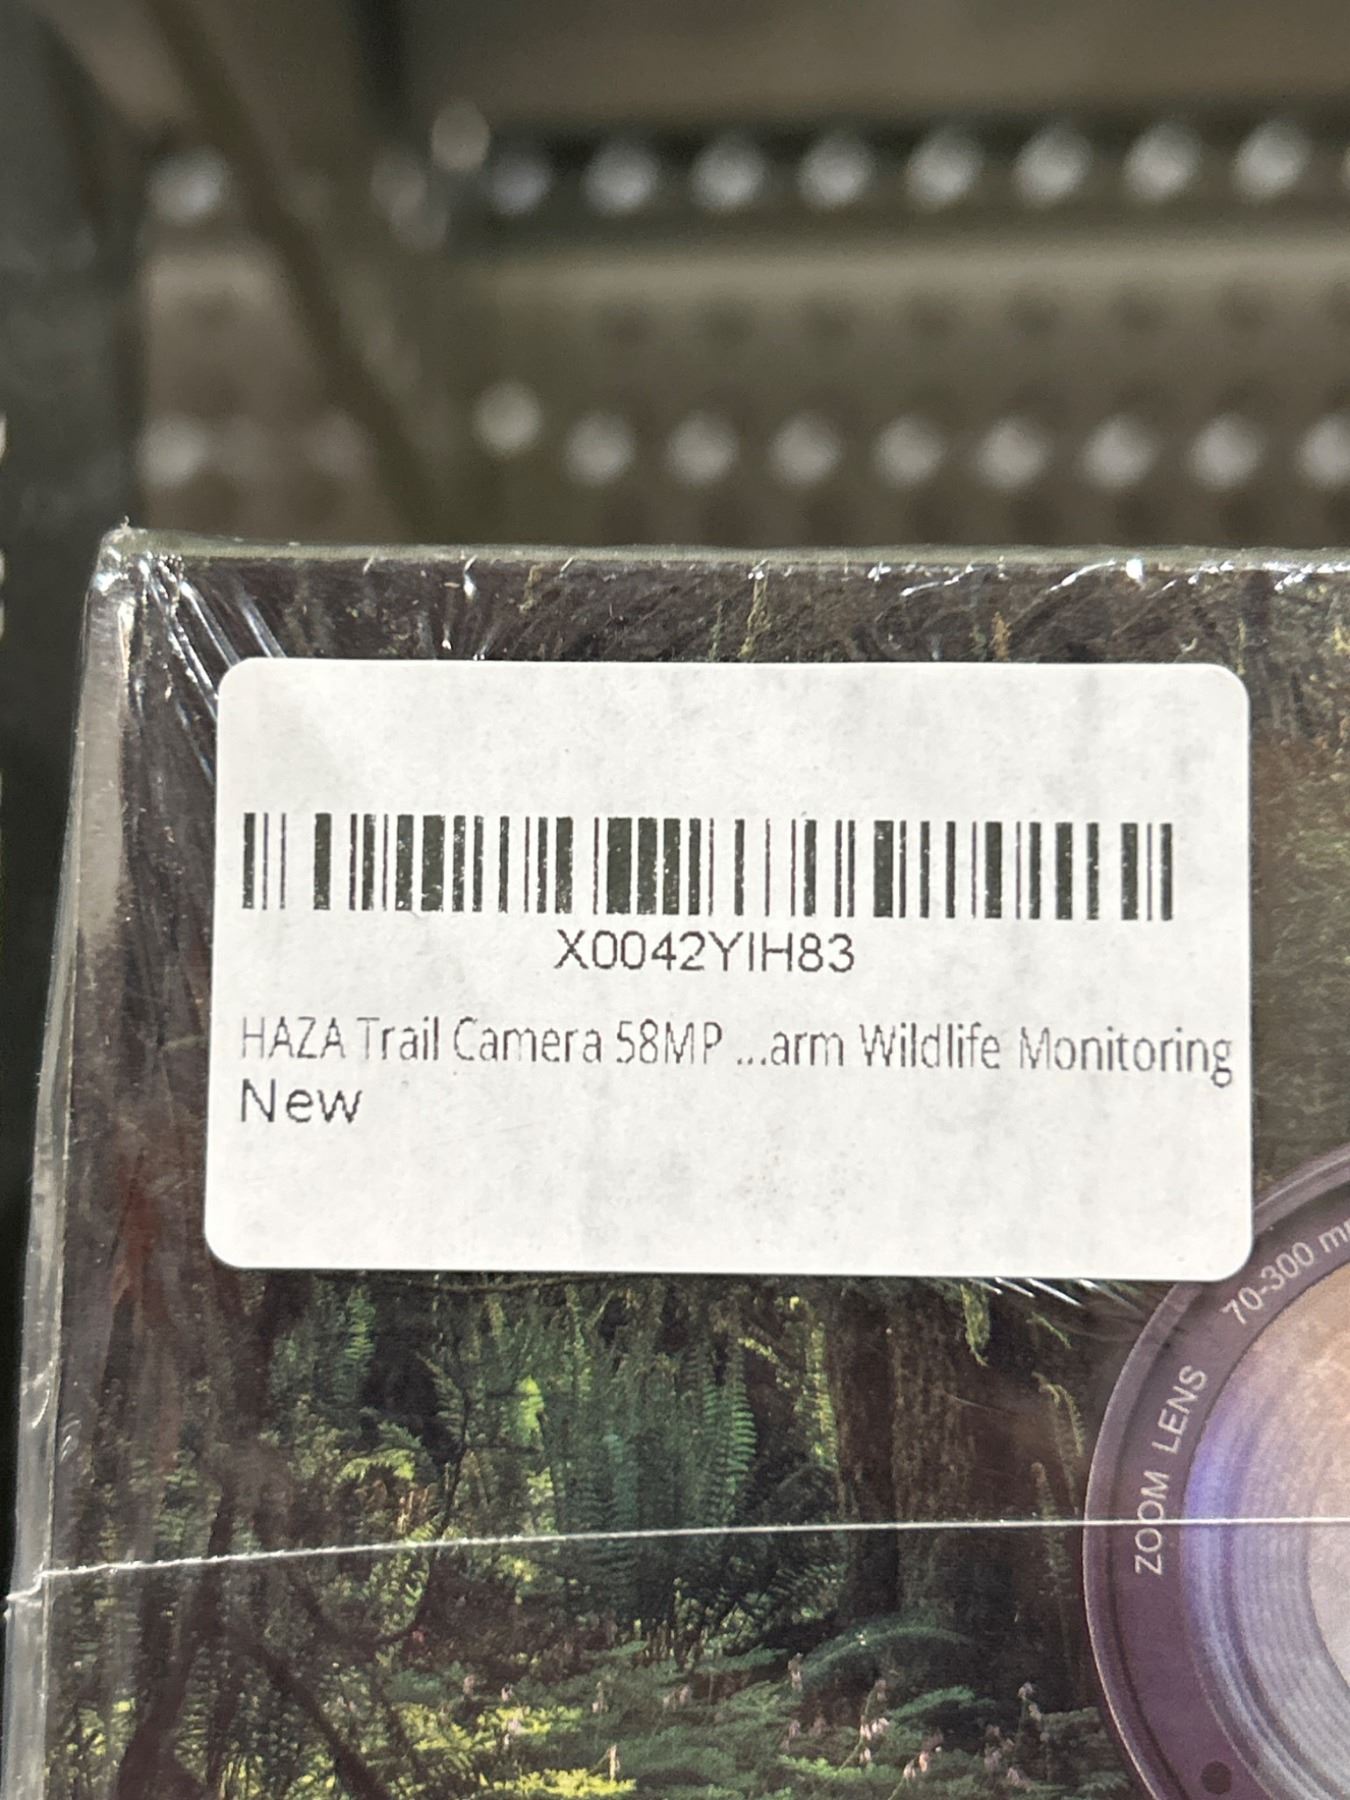 X0042YIH83
HAZA Trail Camera 58MP ...arm Wildlife Monitoring
New
70-300
ZOOM LENS